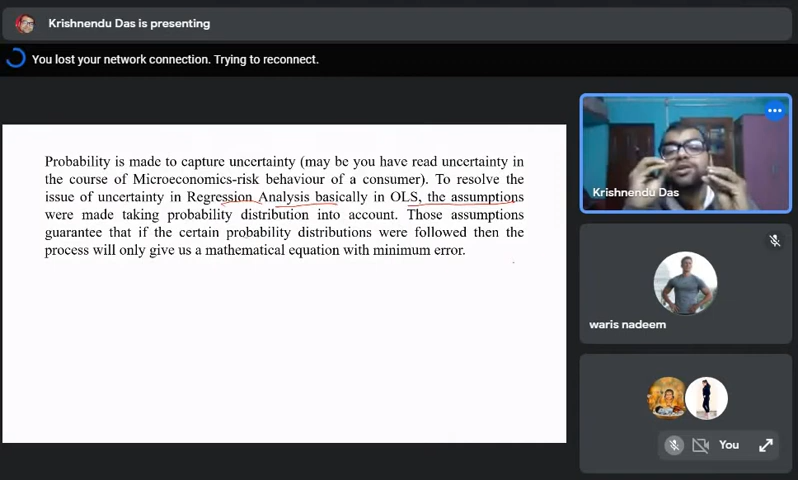 Krishnendu Das is presenting
You lost your network connection. Trying to reconnect.
Probability is made to capture uncertainty (may be you have read uncertainty in
the course of Microeconomics-risk behaviour of a consumer). To resolve the
issue of uncertainty in Regression Analysis basically in OLS, the assumptions
were made taking probability distribution into account. Those assumptions
guarantee that if the certain probability distributions were followed then the
process will only give us a mathematical equation with minimum error.
Krishnendu Das
waris nadeem
You